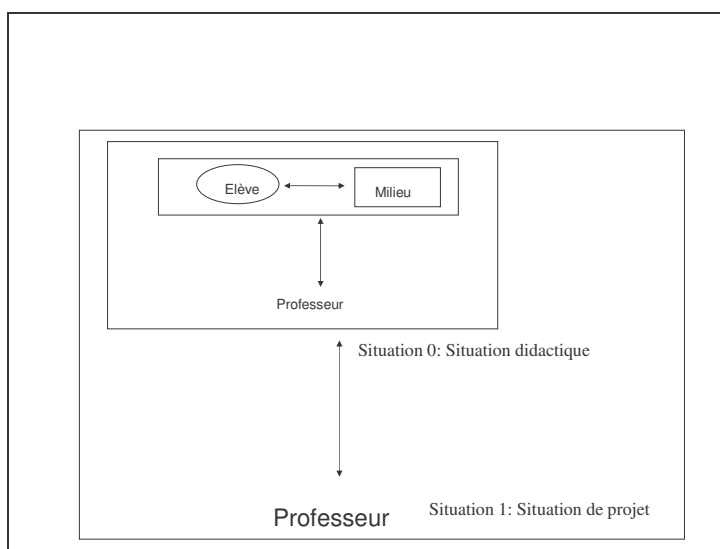 Elève
Milieu
Professeur
Situation 0: Situation didactique
Professeur
Situation 1: Situation de projet